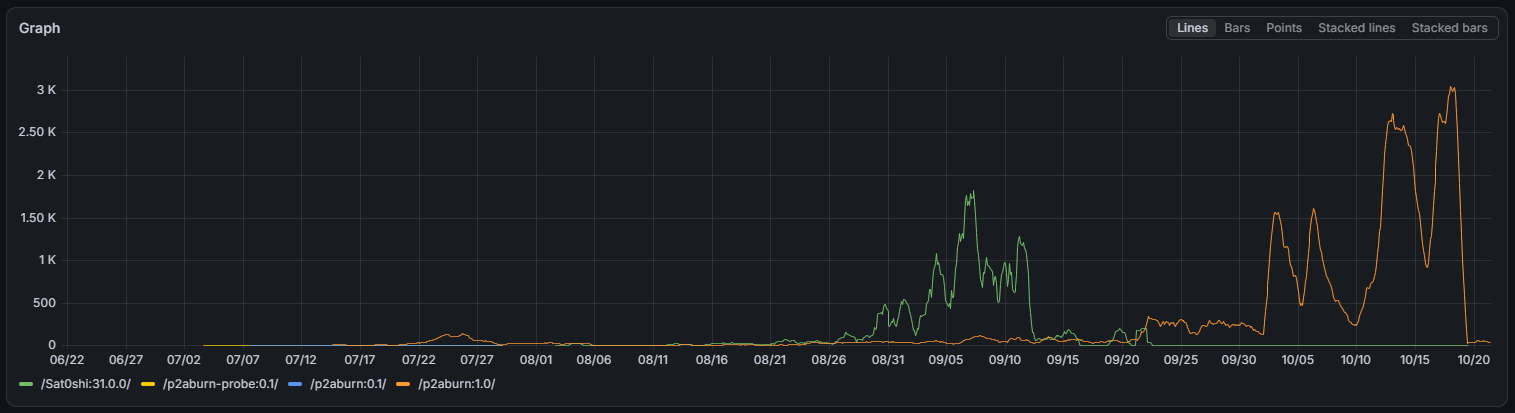 Graph
Lines Bars Points Stacked lines Stacked bars
3 K
2.50 K
2 K
1.50 K
1 K
500
0
06/22 06/27 07/02 07/07 07/12 07/17 07/22 07/27 08/01 08/06 08/11 08/16 08/21 08/26 08/31 09/05 09/10 09/15 09/20 09/25 09/30 10/05 10/10 10/15 10/20
/Sat0shi:31.0.0/ /p2aburn-probe:0.1/ /p2aburn:0.1/ /p2aburn:1.0/